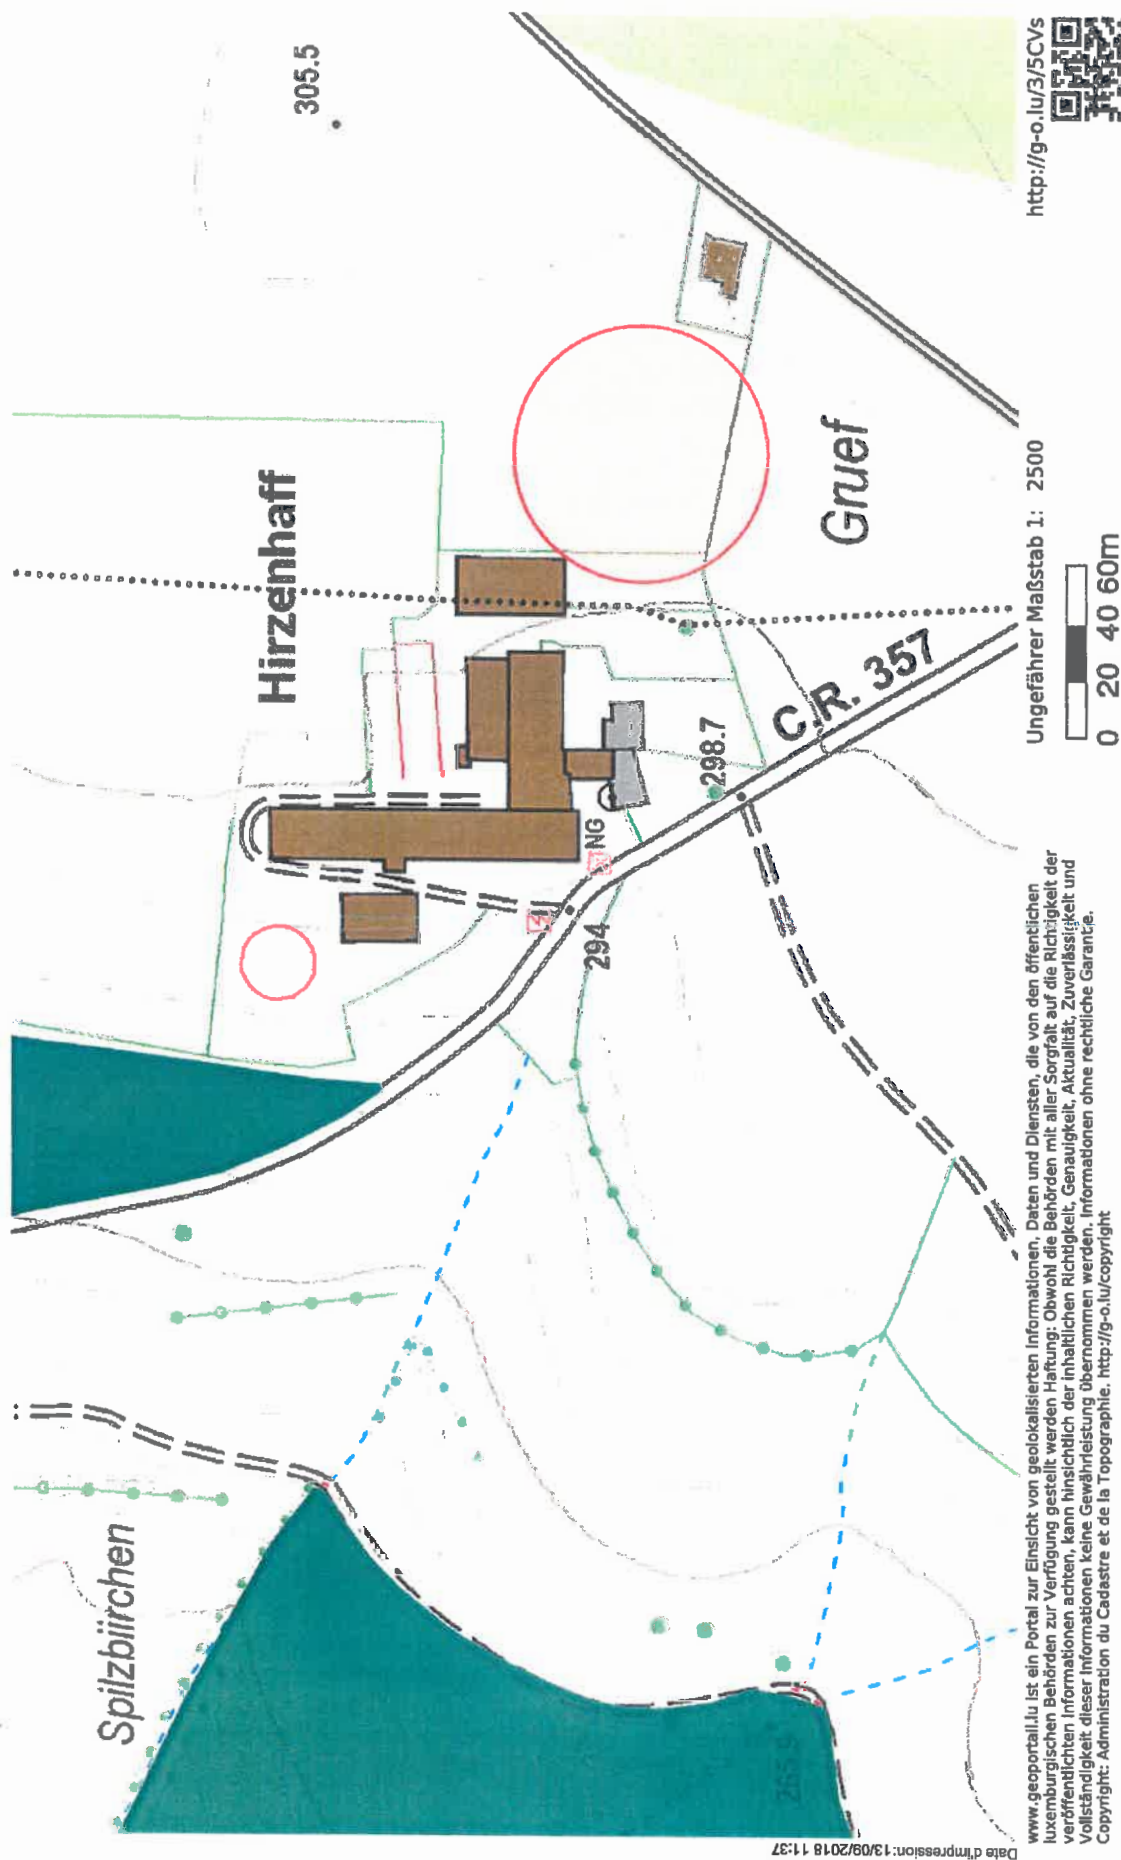 305.5
Hirzenhaff
Gruef
C.R. 357
298.7
NG
294
Spilzbiirchen
265.9
http://g-o.lu/3/5CVs
Ungefährer Maßstab 1: 2500
0 20 40 60m
www.geoportail.lu ist ein Portal zur Einsicht von geolokalisierten Informationen, Daten und Diensten, die von den öffentlichen
luxemburgischen Behörden zur Verfügung gestellt werden Haftung: Obwohl die Behörden mit aller Sorgfalt auf die Richtigkeit der
veröffentlichten Informationen achten, kann hinsichtlich der inhaltlichen Richtigkeit, Genauigkeit, Aktualität, Zuverlässigkeit und
Vollständigkeit dieser Informationen keine Gewährleistung übernommen werden. Informationen ohne rechtliche Garantie.
Copyright: Administration du Cadastre et de la Topographie. http://g-o.lu/copyright
Date d'impression: 13/09/2018 11:37